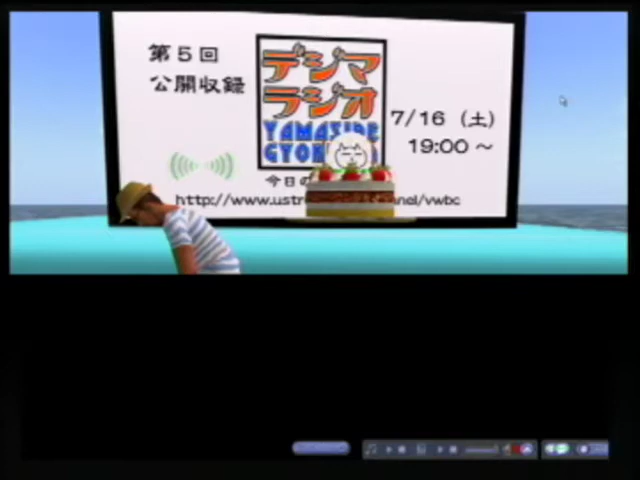 第5回
公開収録
デジマ
ラジオ
7/16 (土)
19:00 ~
今日の
http://www.ustre
nnel/vwbc